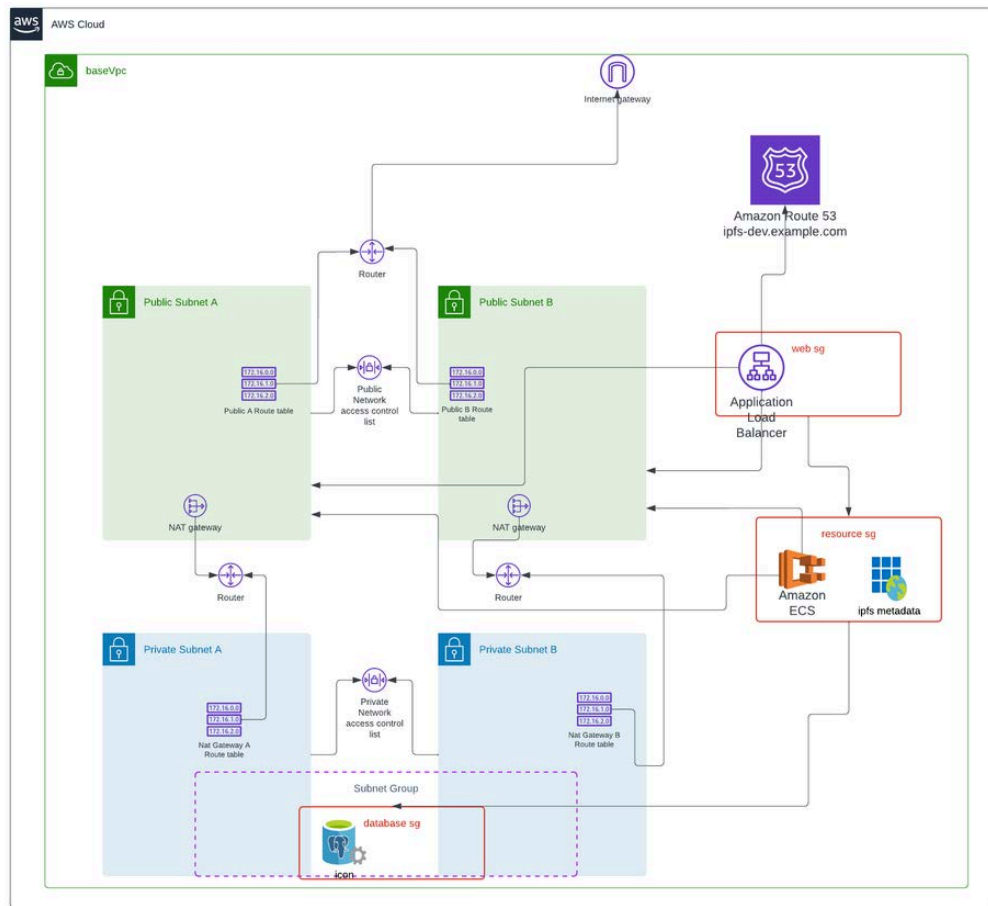 aws
AWS Cloud
baseVpc
Internet gateway
53
Amazon Route 53
ipfs-dev.example.com
Router
Public Subnet A
Public Subnet B
web sg
172.16.0.0
172.16.1.0
172.16.2.0
Public A Route table
Public
Network
access control
list
172.16.0.0
172.16.1.0
172.16.2.0
Public B Route
table
Application
Load
Balancer
NAT gateway
NAT gateway
resource sg
Router
Router
Amazon
ECS
ipfs metadata
Private Subnet A
Private Subnet B
Private
Network
access control
list
172.16.0.0
172.16.1.0
172.16.2.0
Nat Gateway A
Route table
172.16.0.0
172.16.1.0
172.16.2.0
Nat Gateway B
Route table
Subnet Group
database sg
icon